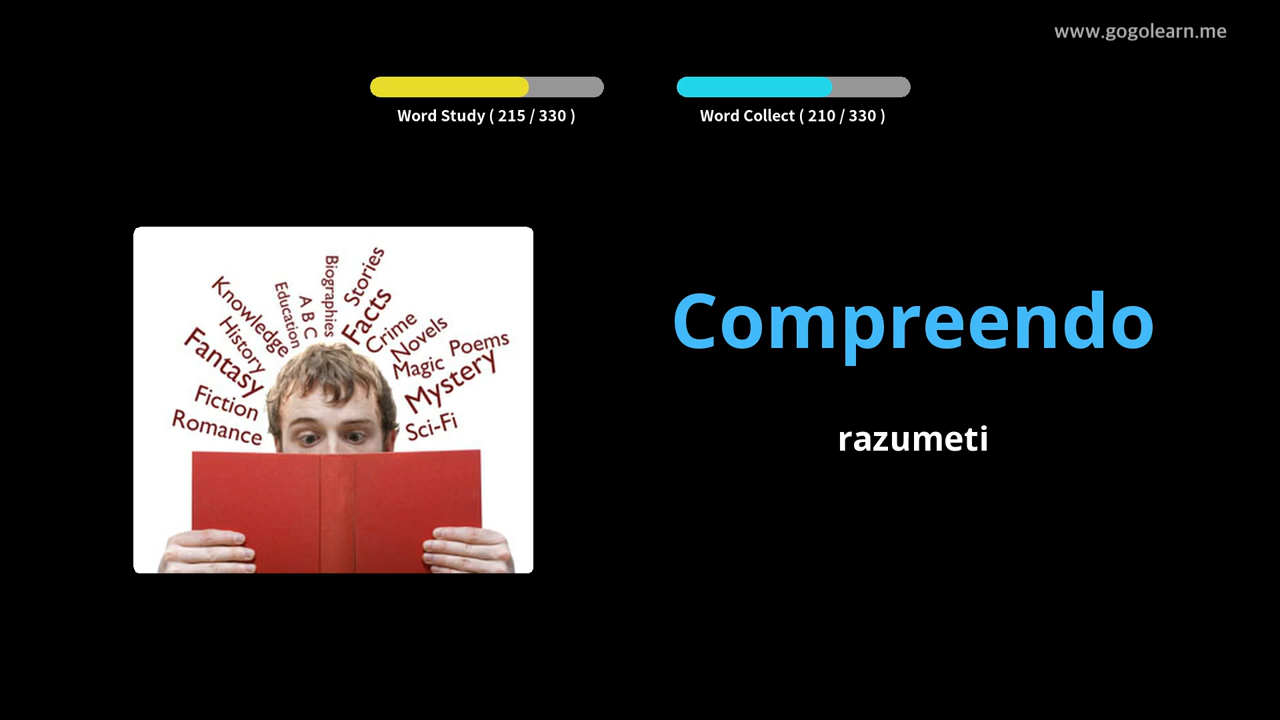 www.gogolearn.me
Word Study ( 215 / 330 )
Word Collect ( 210 / 330 )
Compreendo
razumeti
Knowledge
Education
A B C
Biographies
Stories
Facts
History
Crime
Novels
Poems
Fantasy
Magic
Mystery
Fiction
Romance
Sci-Fi